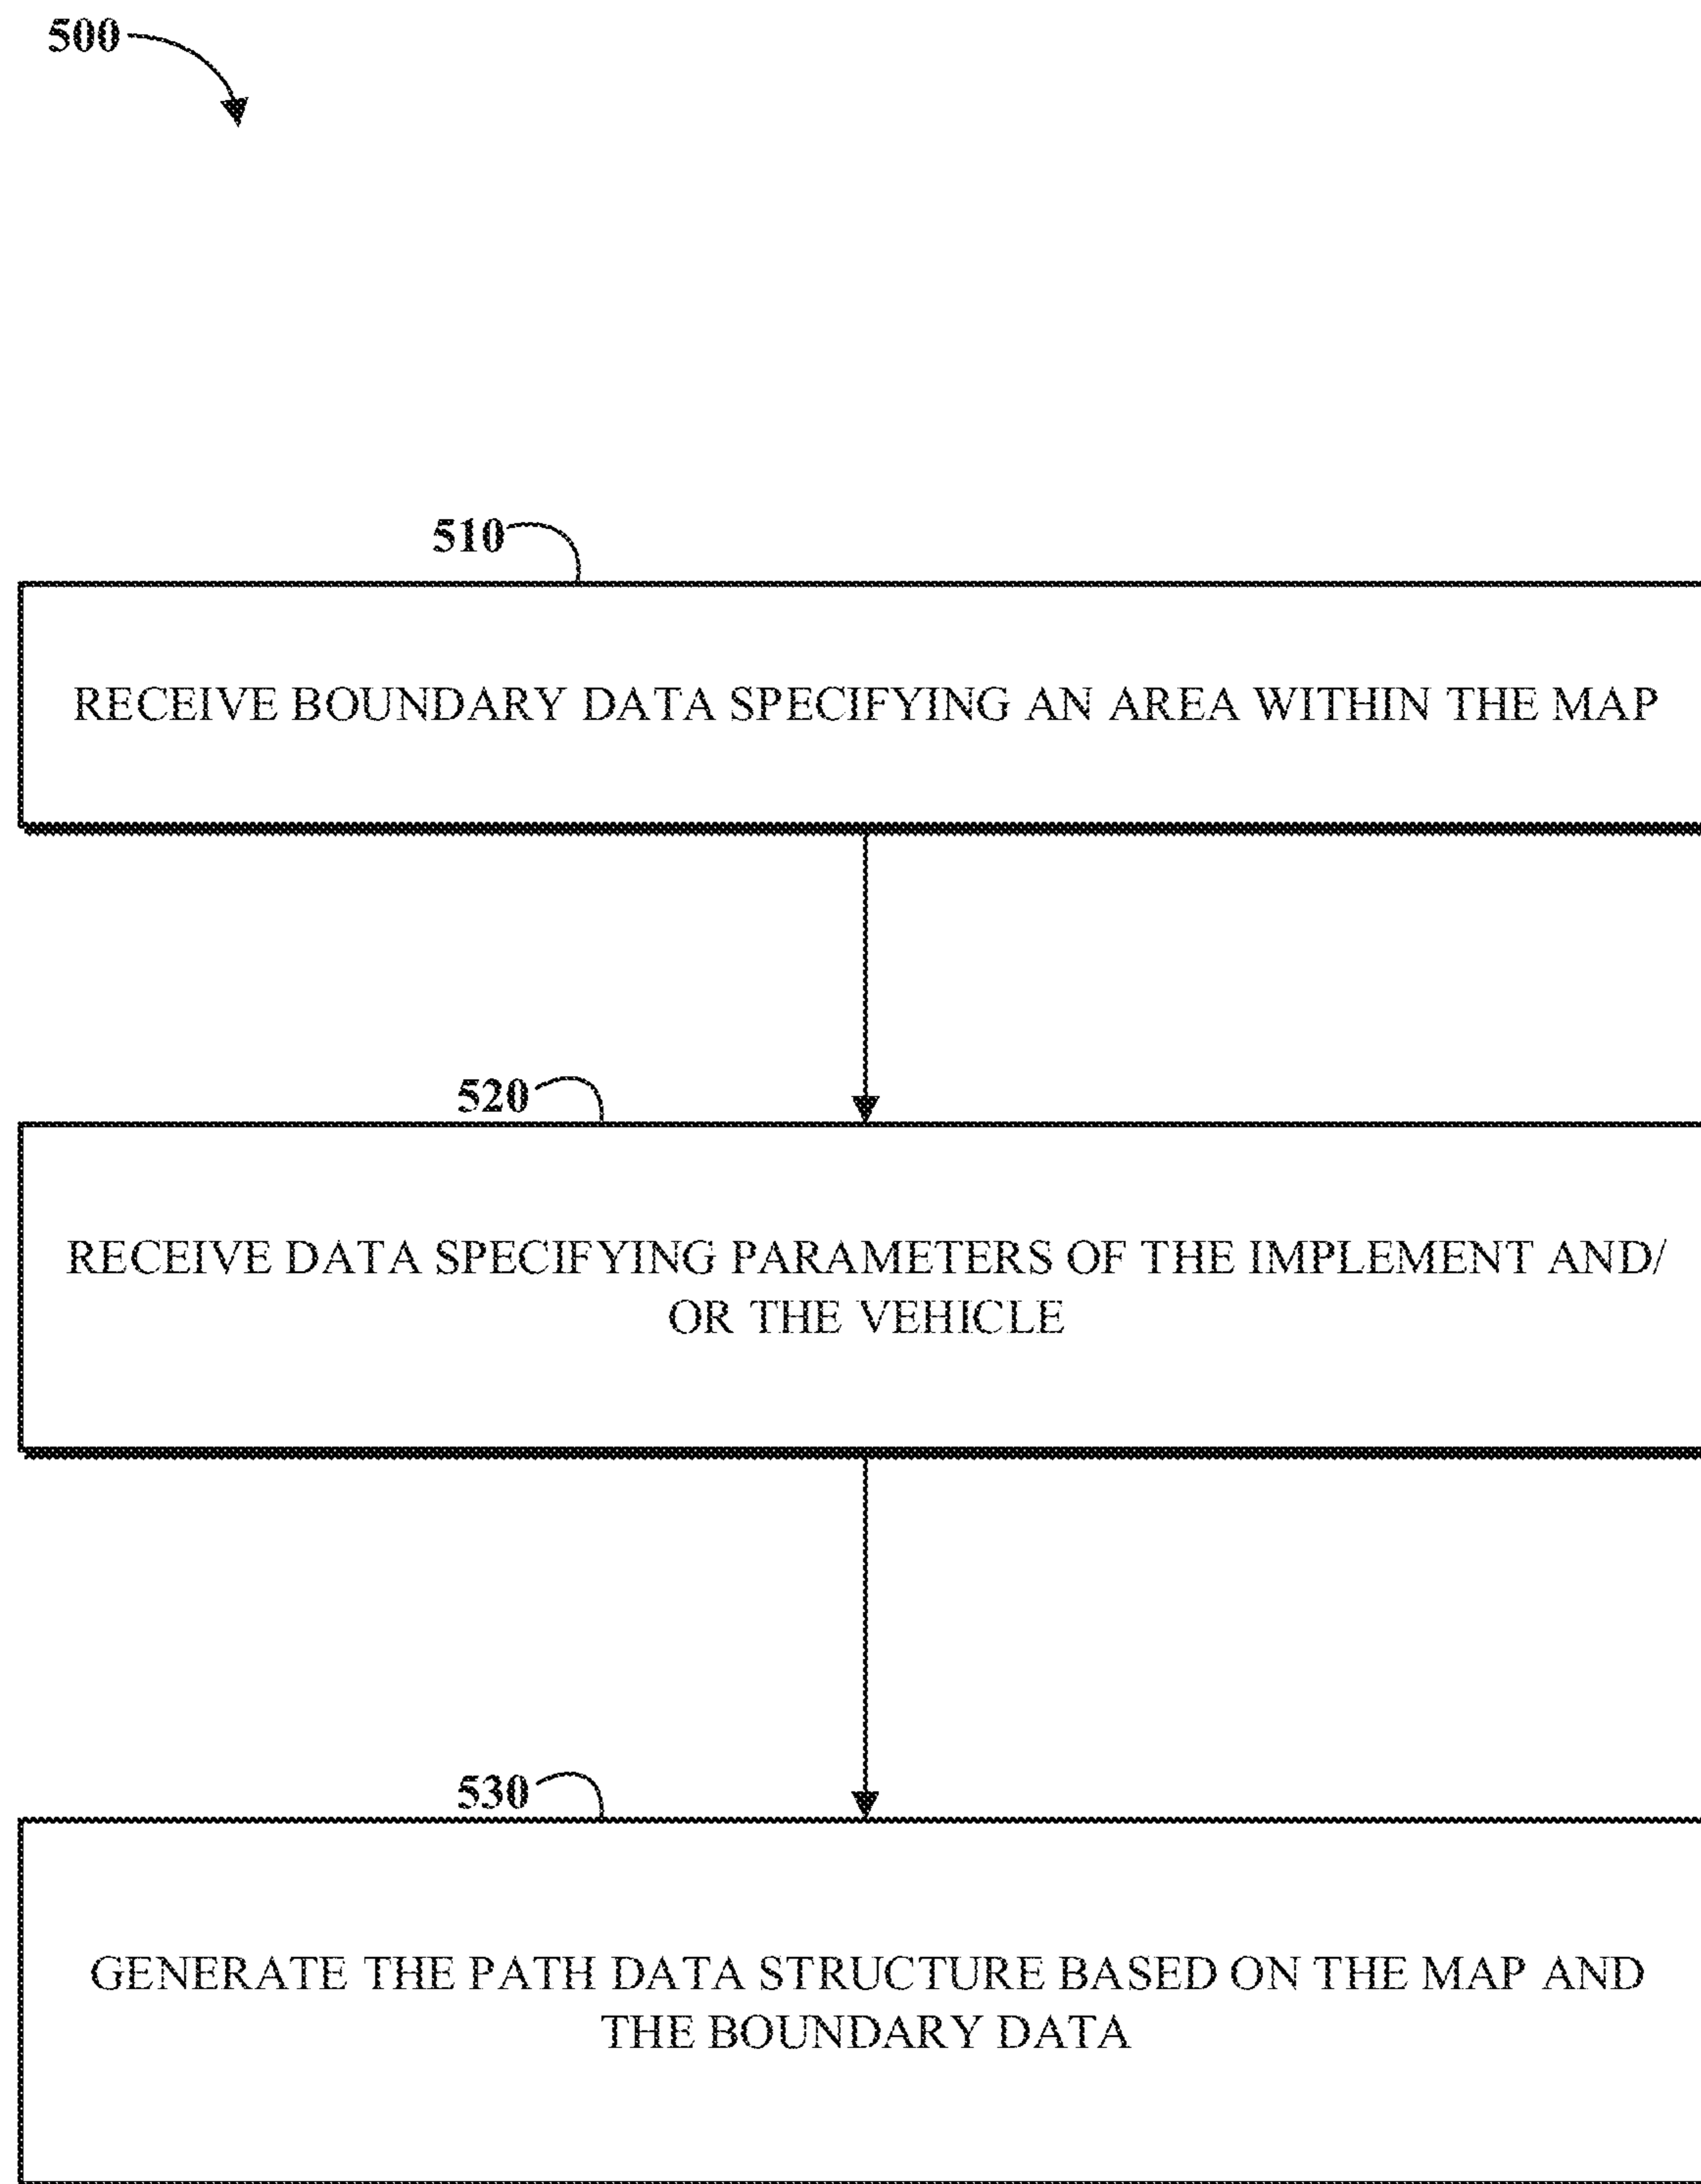 500
510
RECEIVE BOUNDARY DATA SPECIFYING AN AREA WITHIN THE MAP
520
RECEIVE DATA SPECIFYING PARAMETERS OF THE IMPLEMENT AND/
OR THE VEHICLE
530
GENERATE THE PATH DATA STRUCTURE BASED ON THE MAP AND
THE BOUNDARY DATA